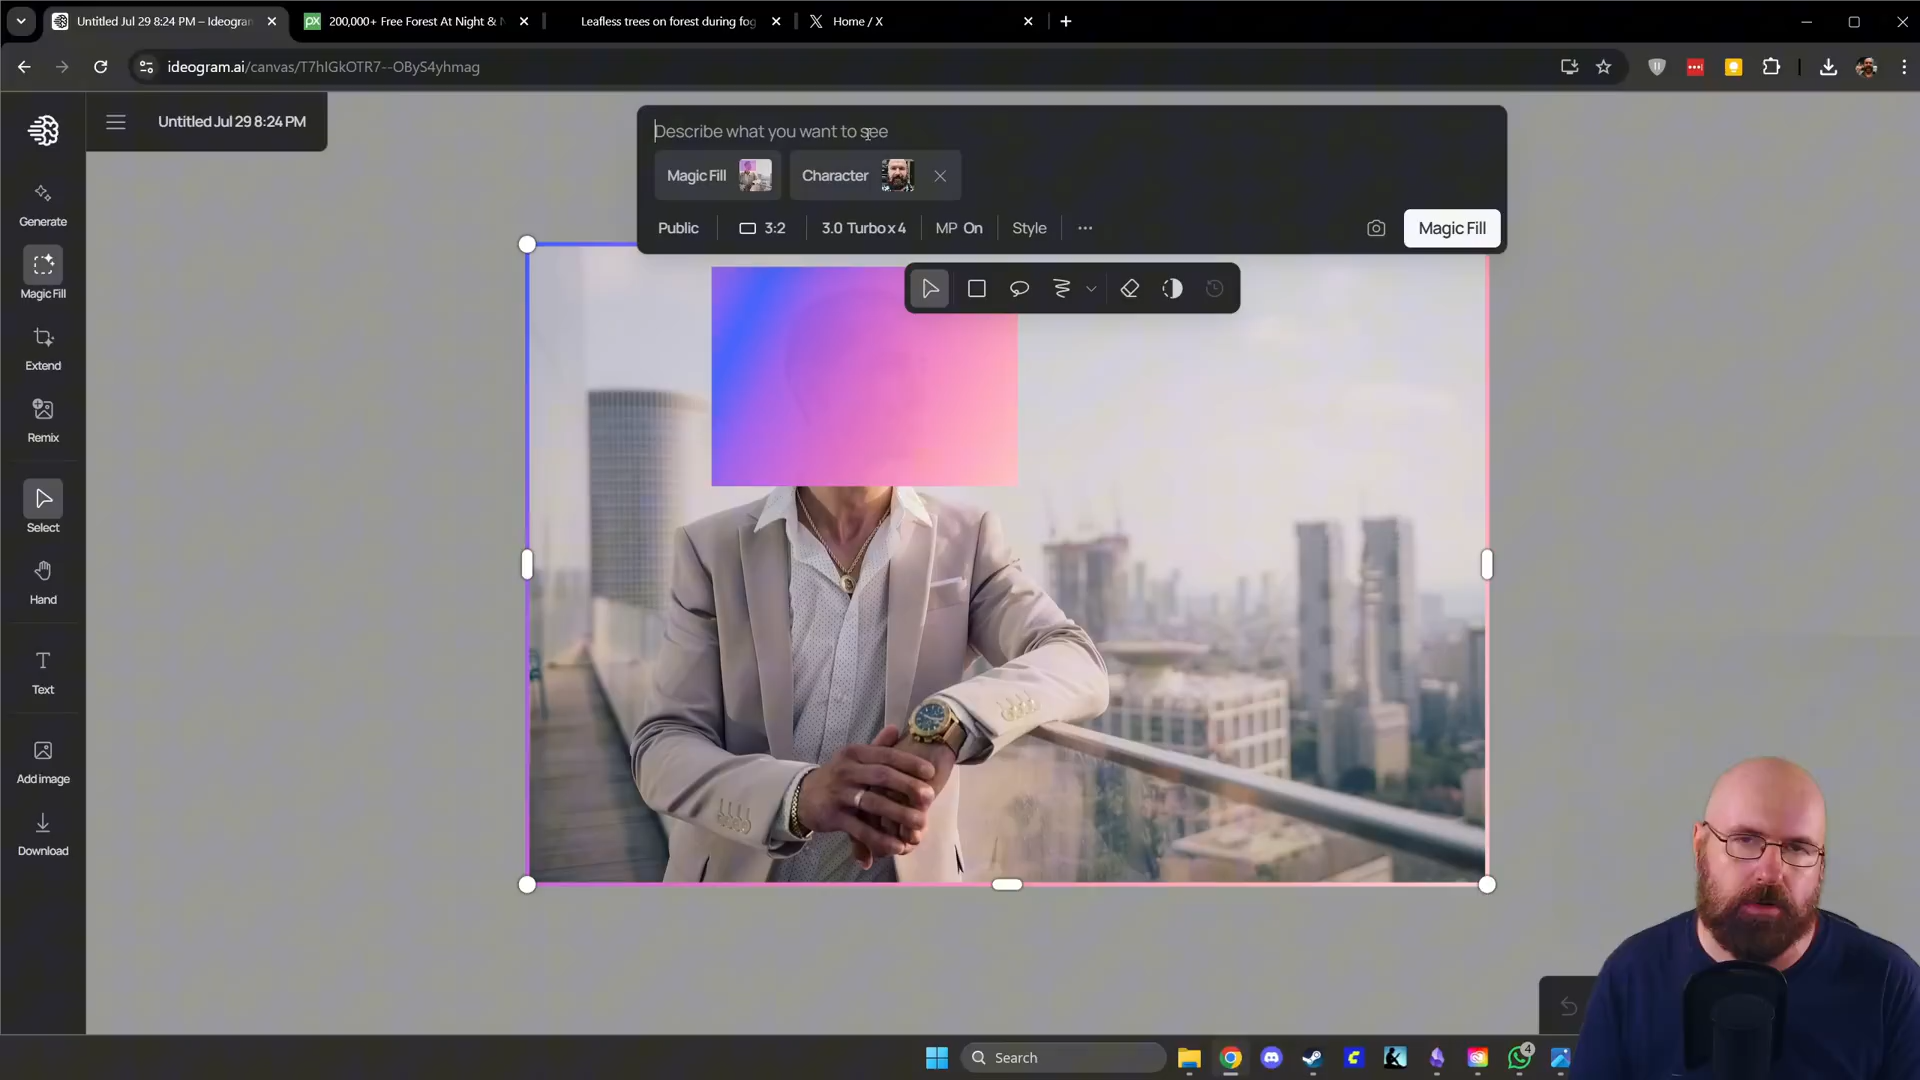 Untitled Jul 29 8:24 PM – Ideogram
200,000+ Free Forest At Night & N
Leafless trees on forest during fog
Home / X
ideogram.ai/canvas/T7hIGkOTR7--OByS4yhmag
Untitled Jul 29 8:24 PM
Describe what you want to see
Magic Fill
Character
Public
3:2
3.0 Turbo x 4
MP On
Style
Magic Fill
Generate
Magic Fill
Extend
Remix
Select
Hand
Text
Add image
Download
Search
4